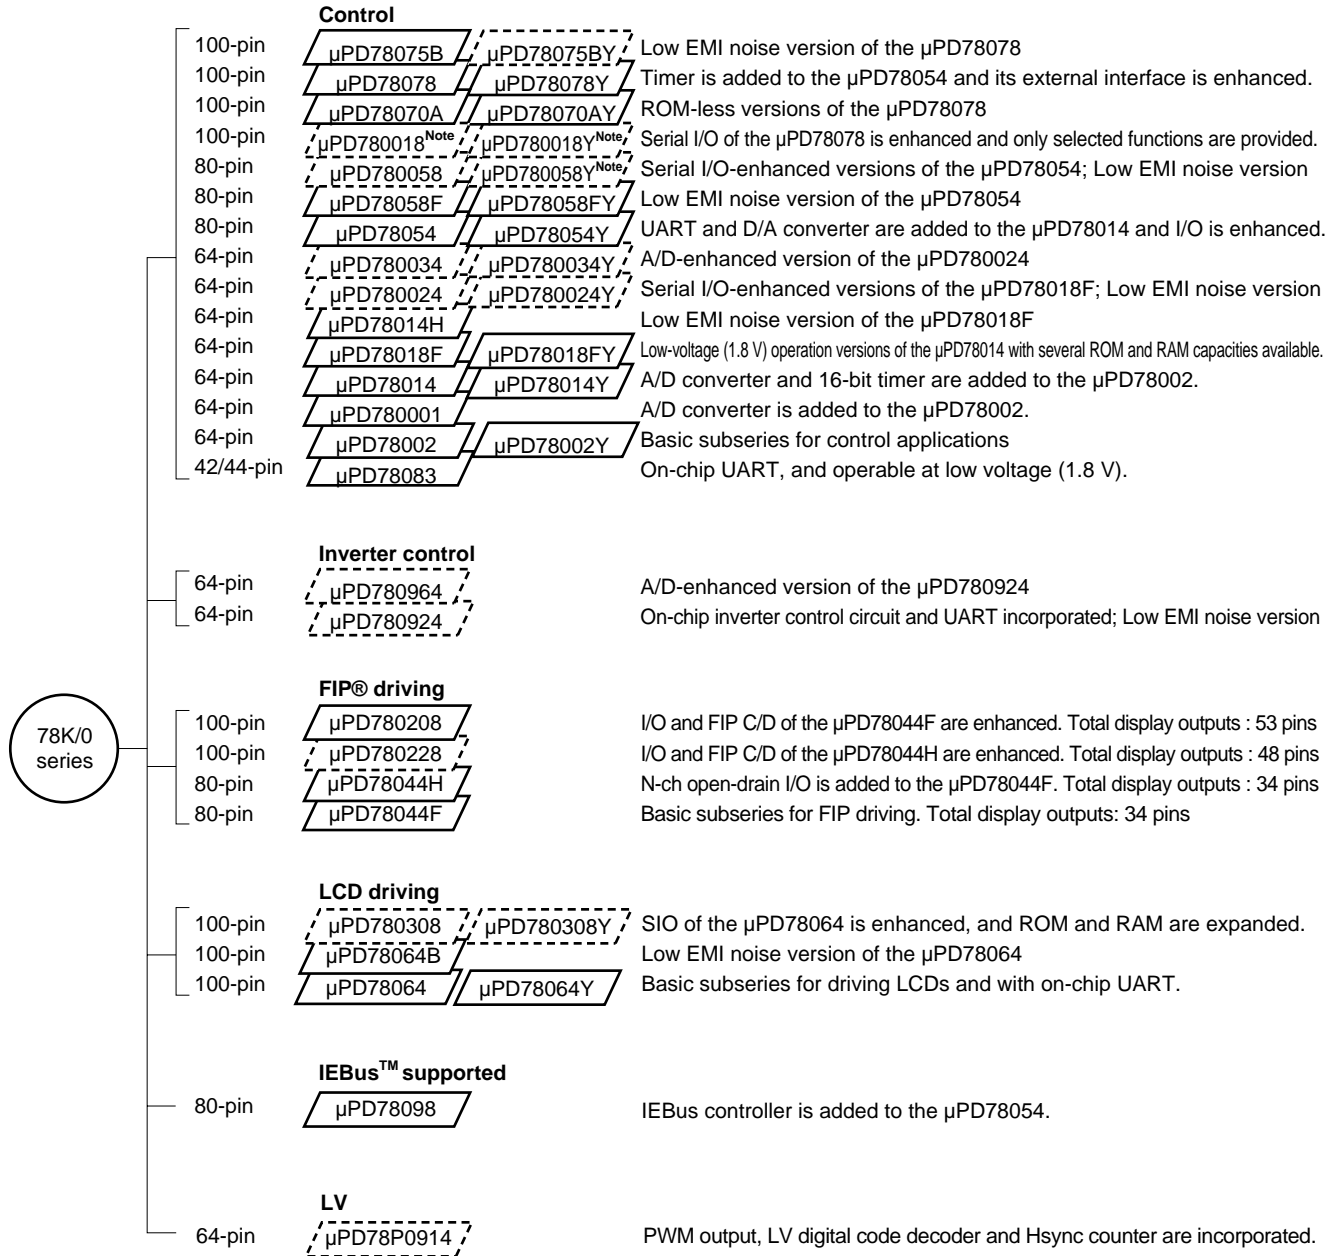 Control
100-pin µPD78075B µPD78075BY Low EMI noise version of the µPD78078
100-pin µPD78078 µPD78078Y Timer is added to the µPD78054 and its external interface is enhanced.
100-pin µPD78070A µPD78070AY ROM-less versions of the µPD78078
100-pin µPD780018Note µPD780018YNote Serial I/O of the µPD78078 is enhanced and only selected functions are provided.
80-pin µPD780058 µPD780058YNote Serial I/O-enhanced versions of the µPD78054; Low EMI noise version
80-pin µPD78058F µPD78058FY Low EMI noise version of the µPD78054
80-pin µPD78054 µPD78054Y UART and D/A converter are added to the µPD78014 and I/O is enhanced.
64-pin µPD780034 µPD780034Y A/D-enhanced version of the µPD780024
64-pin µPD780024 µPD780024Y Serial I/O-enhanced versions of the µPD78018F; Low EMI noise version
64-pin µPD78014H Low EMI noise version of the µPD78018F
64-pin µPD78018F µPD78018FY Low-voltage (1.8 V) operation versions of the µPD78014 with several ROM and RAM capacities available.
64-pin µPD78014 µPD78014Y A/D converter and 16-bit timer are added to the µPD78002.
64-pin µPD780001 A/D converter is added to the µPD78002.
64-pin µPD78002 µPD78002Y Basic subseries for control applications
42/44-pin µPD78083 On-chip UART, and operable at low voltage (1.8 V).
Inverter control
64-pin µPD780964 A/D-enhanced version of the µPD780924
64-pin µPD780924 On-chip inverter control circuit and UART incorporated; Low EMI noise version
FIP® driving
78K/0
series
100-pin µPD780208 I/O and FIP C/D of the µPD78044F are enhanced. Total display outputs : 53 pins
100-pin µPD780228 I/O and FIP C/D of the µPD78044H are enhanced. Total display outputs : 48 pins
80-pin µPD78044H N-ch open-drain I/O is added to the µPD78044F. Total display outputs : 34 pins
80-pin µPD78044F Basic subseries for FIP driving. Total display outputs: 34 pins
LCD driving
100-pin µPD780308 µPD780308Y SIO of the µPD78064 is enhanced, and ROM and RAM are expanded.
100-pin µPD78064B Low EMI noise version of the µPD78064
100-pin µPD78064 µPD78064Y Basic subseries for driving LCDs and with on-chip UART.
IEBusTM supported
80-pin µPD78098 IEBus controller is added to the µPD78054.
LV
64-pin µPD78P0914 PWM output, LV digital code decoder and Hsync counter are incorporated.